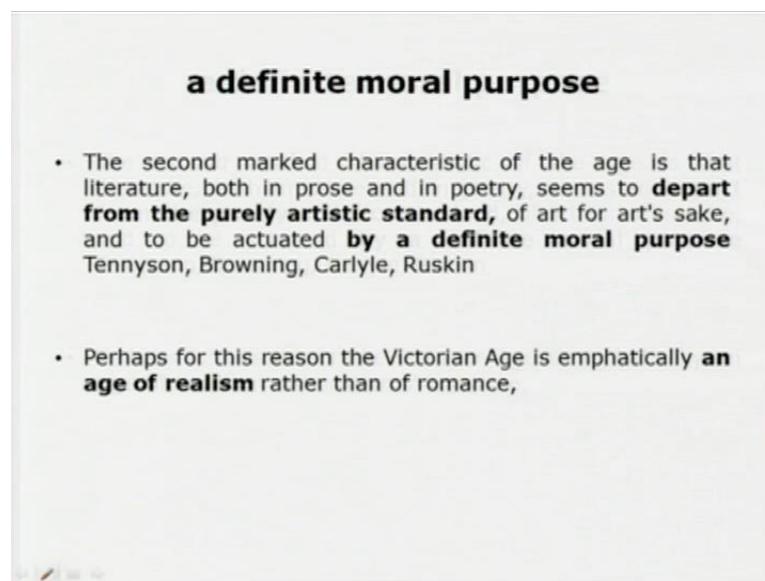 a definite moral purpose
• The second marked characteristic of the age is that
literature, both in prose and in poetry, seems to depart
from the purely artistic standard, of art for art's sake,
and to be actuated by a definite moral purpose
Tennyson, Browning, Carlyle, Ruskin
• Perhaps for this reason the Victorian Age is emphatically an
age of realism rather than of romance,